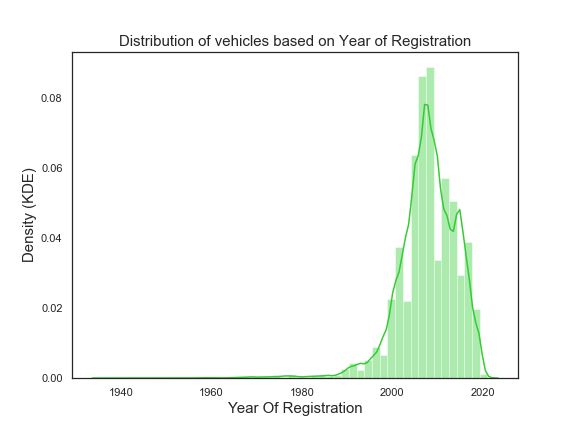 Distribution of vehicles based on Year of Registration
Density (KDE)
0.08
0.06
0.04
0.02
0.00
1940 1960 1980 2000 2020
Year Of Registration